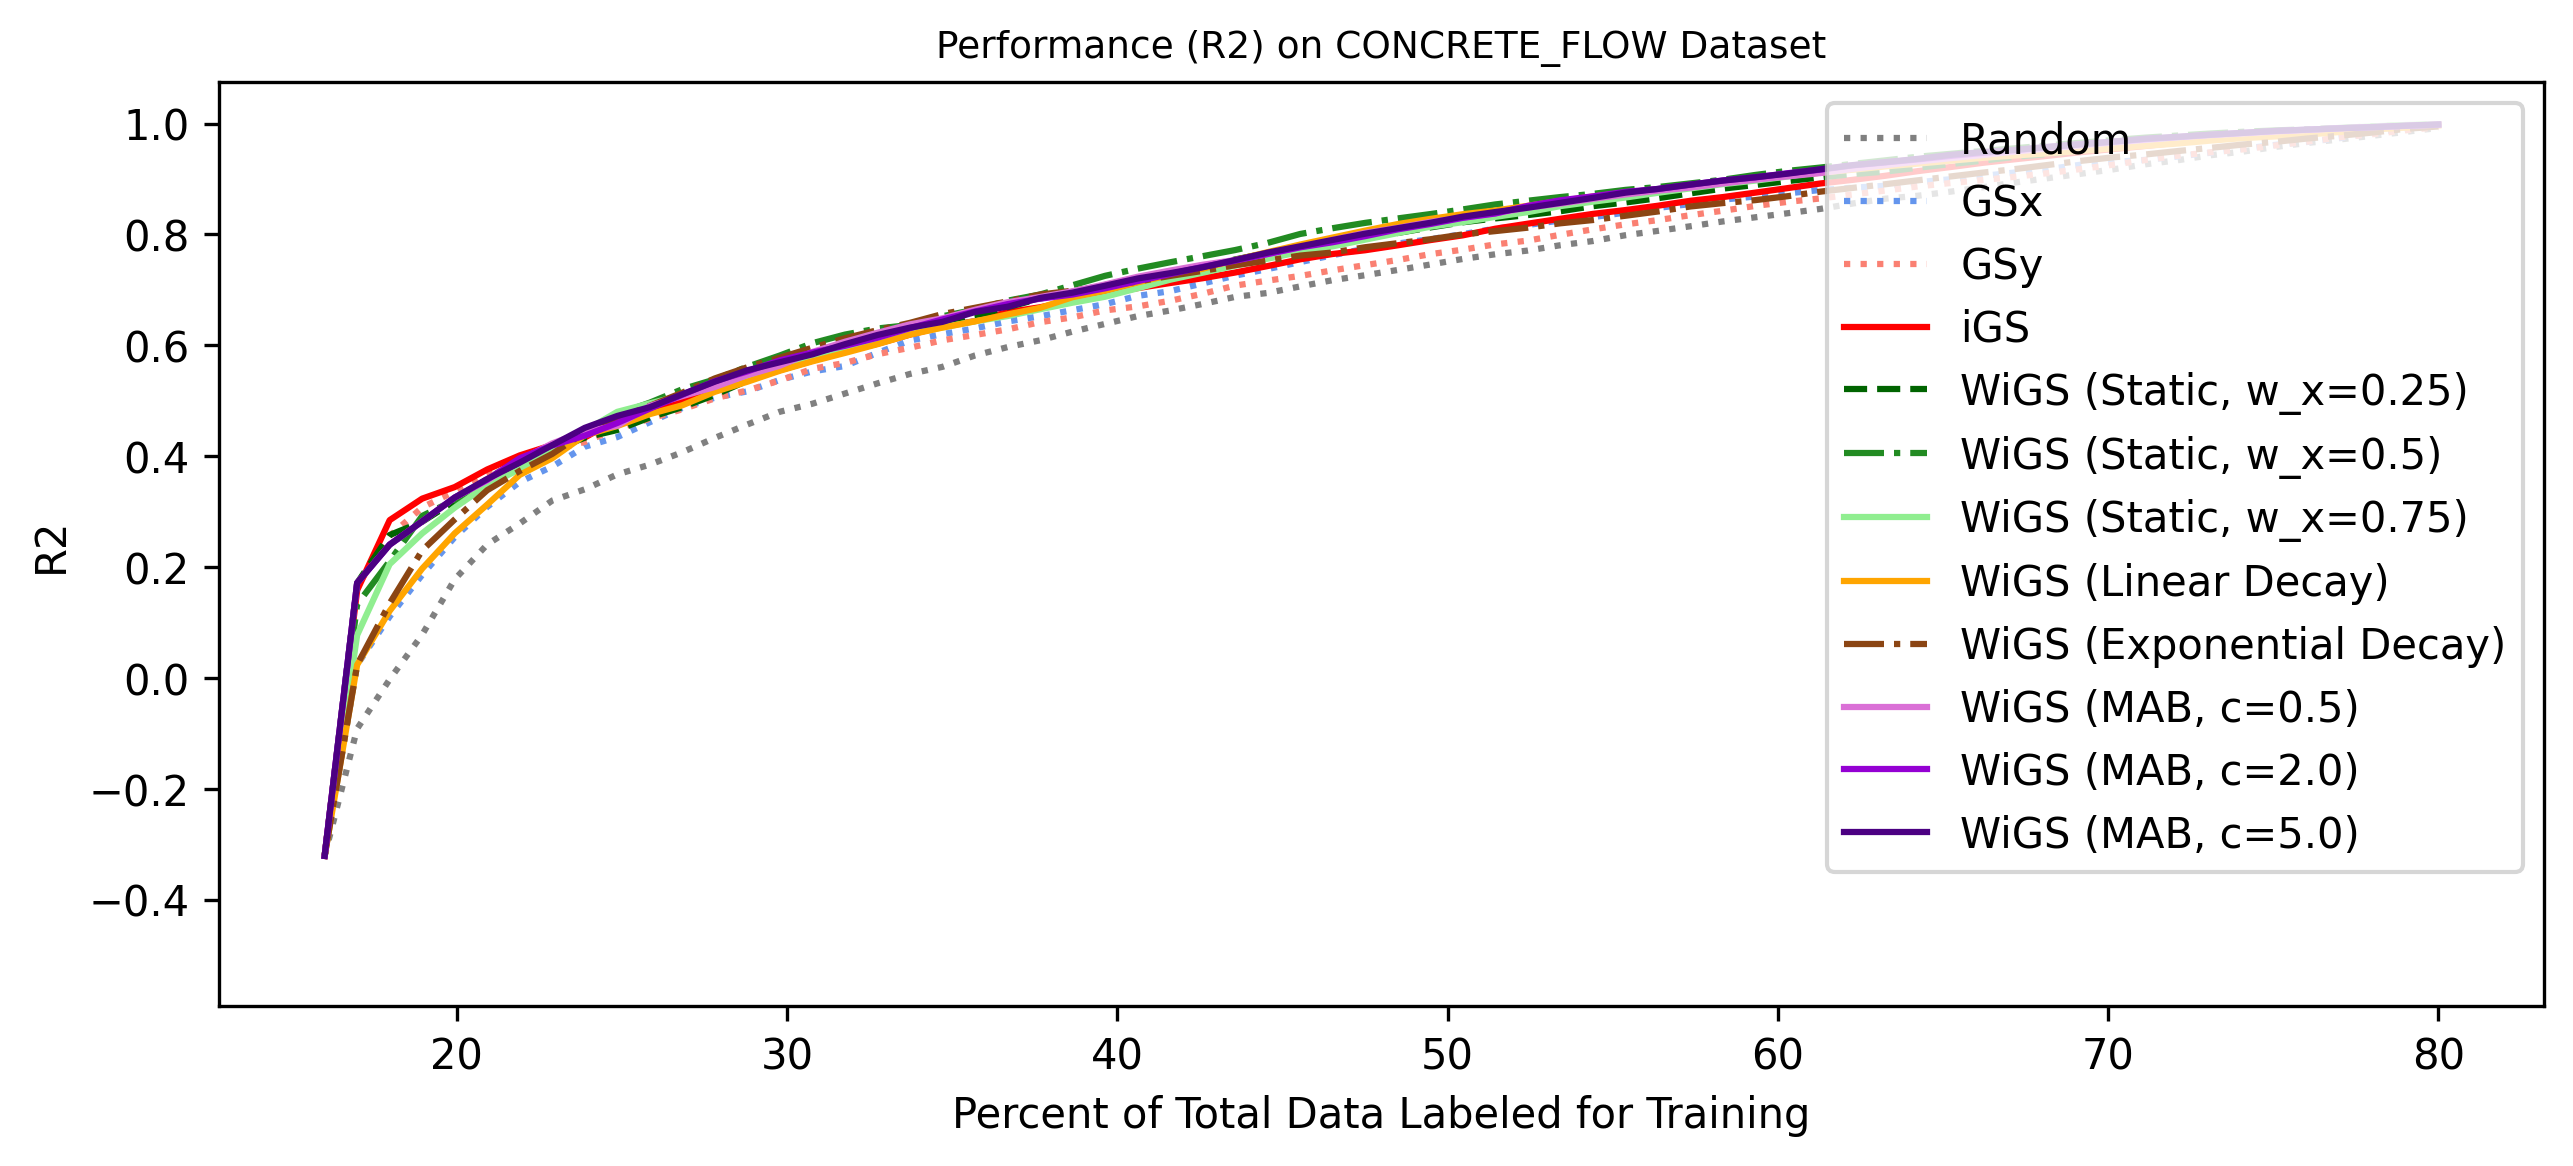 Performance (R2) on CONCRETE_FLOW Dataset
1.0
0.8
0.6
0.4
0.2
0.0
−0.2
−0.4
R2
20 30 40 50 60 70 80
Percent of Total Data Labeled for Training
Random
GSx
GSy
iGS
WiGS (Static, w_x=0.25)
WiGS (Static, w_x=0.5)
WiGS (Static, w_x=0.75)
WiGS (Linear Decay)
WiGS (Exponential Decay)
WiGS (MAB, c=0.5)
WiGS (MAB, c=2.0)
WiGS (MAB, c=5.0)